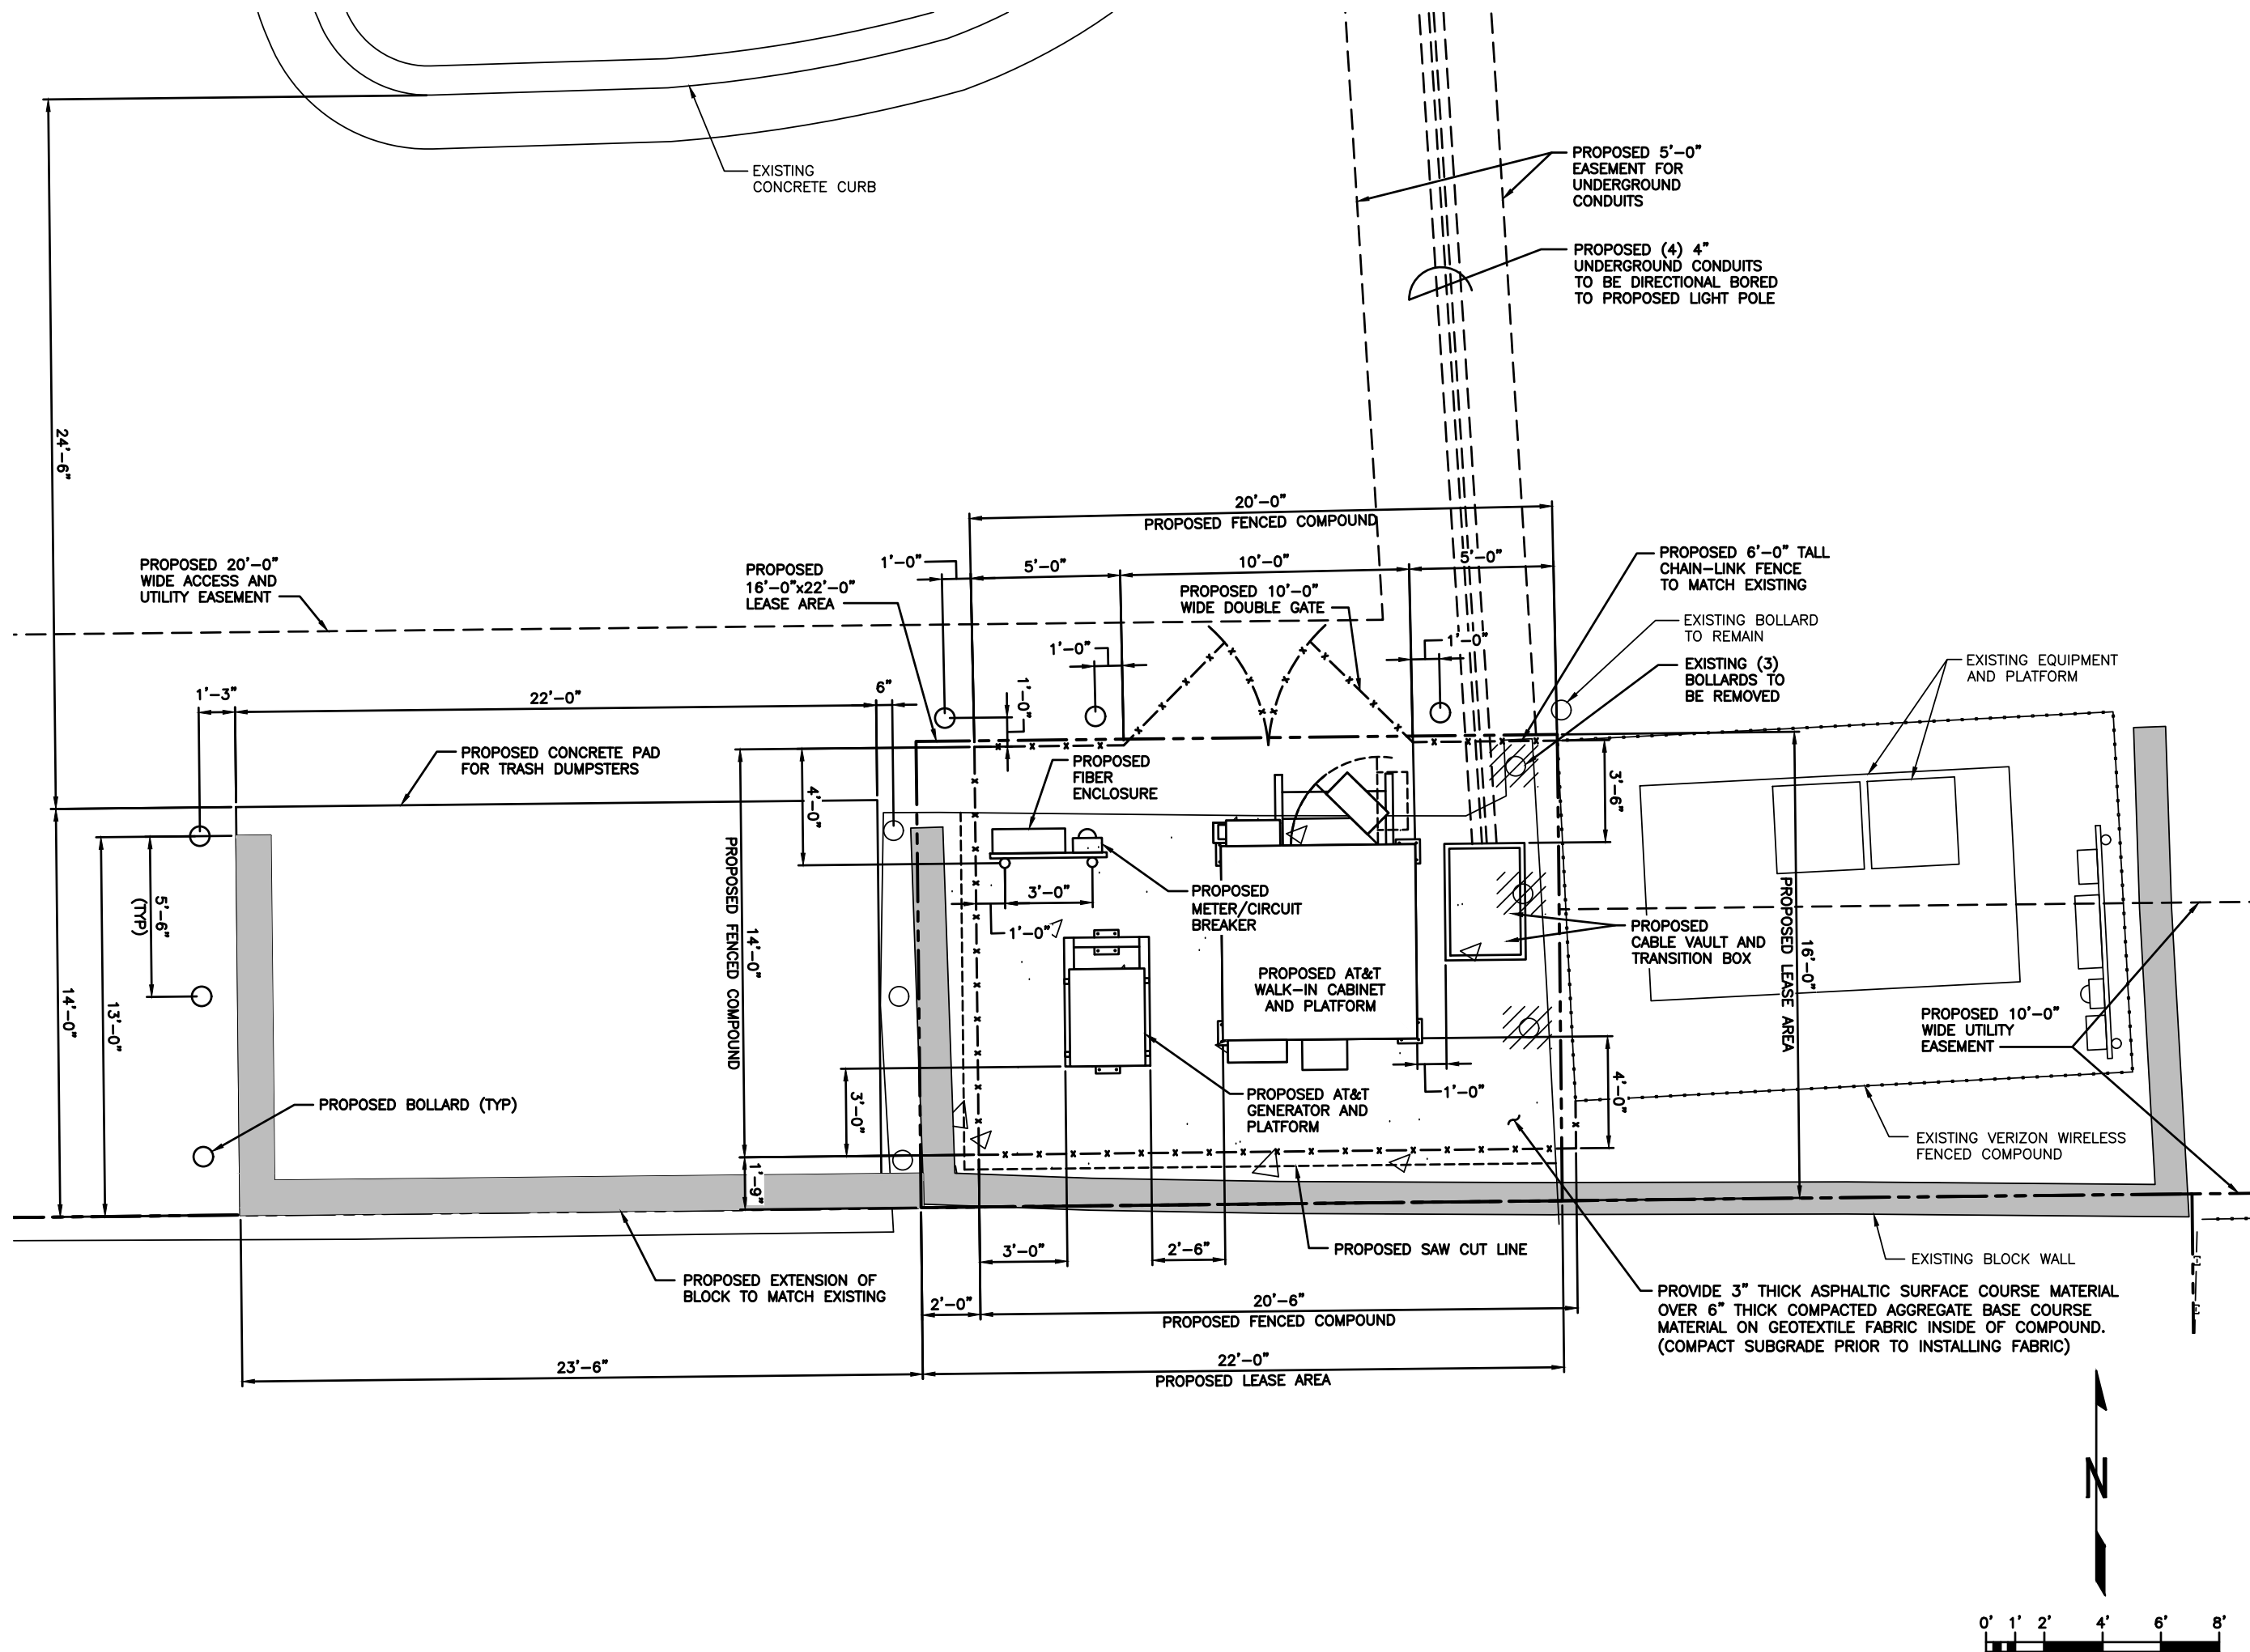 EXISTING
CONCRETE CURB
PROPOSED 5'-0"
EASEMENT FOR
UNDERGROUND
CONDUITS
PROPOSED (4) 4"
UNDERGROUND CONDUITS
TO BE DIRECTIONAL BORED
TO PROPOSED LIGHT POLE
24'-6"
20'-0"
PROPOSED FENCED COMPOUND
PROPOSED 20'-0"
WIDE ACCESS AND
UTILITY EASEMENT
PROPOSED
16'-0"x22'-0"
LEASE AREA
1'-0"
5'-0"
10'-0"
5'-0"
PROPOSED 10'-0"
WIDE DOUBLE GATE
PROPOSED 6'-0" TALL
CHAIN-LINK FENCE
TO MATCH EXISTING
EXISTING BOLLARD
TO REMAIN
EXISTING (3)
BOLLARDS TO
BE REMOVED
EXISTING EQUIPMENT
AND PLATFORM
1'-0"
1'-0"
1'-0"
1'-3"
22'-0"
6"
PROPOSED CONCRETE PAD
FOR TRASH DUMPSTERS
PROPOSED
FIBER
ENCLOSURE
4'-0"
3'-6"
PROPOSED FENCED COMPOUND
14'-0"
3'-0"
1'-0"
PROPOSED
METER/CIRCUIT
BREAKER
5'-6"
(TYP)
13'-0"
14'-0"
PROPOSED AT&T
WALK-IN CABINET
AND PLATFORM
PROPOSED
CABLE VAULT AND
TRANSITION BOX
PROPOSED LEASE AREA
16'-0"
PROPOSED 10'-0"
WIDE UTILITY
EASEMENT
PROPOSED BOLLARD (TYP)
3'-0"
PROPOSED AT&T
GENERATOR AND
PLATFORM
1'-0"
4'-0"
EXISTING VERIZON WIRELESS
FENCED COMPOUND
1'-9"
3'-0"
2'-6"
PROPOSED SAW CUT LINE
EXISTING BLOCK WALL
PROPOSED EXTENSION OF
BLOCK TO MATCH EXISTING
2'-0"
20'-6"
PROPOSED FENCED COMPOUND
PROVIDE 3" THICK ASPHALTIC SURFACE COURSE MATERIAL
OVER 6" THICK COMPACTED AGGREGATE BASE COURSE
MATERIAL ON GEOTEXTILE FABRIC INSIDE OF COMPOUND.
(COMPACT SUBGRADE PRIOR TO INSTALLING FABRIC)
23'-6"
22'-0"
PROPOSED LEASE AREA
N
0' 1' 2' 4' 6' 8'